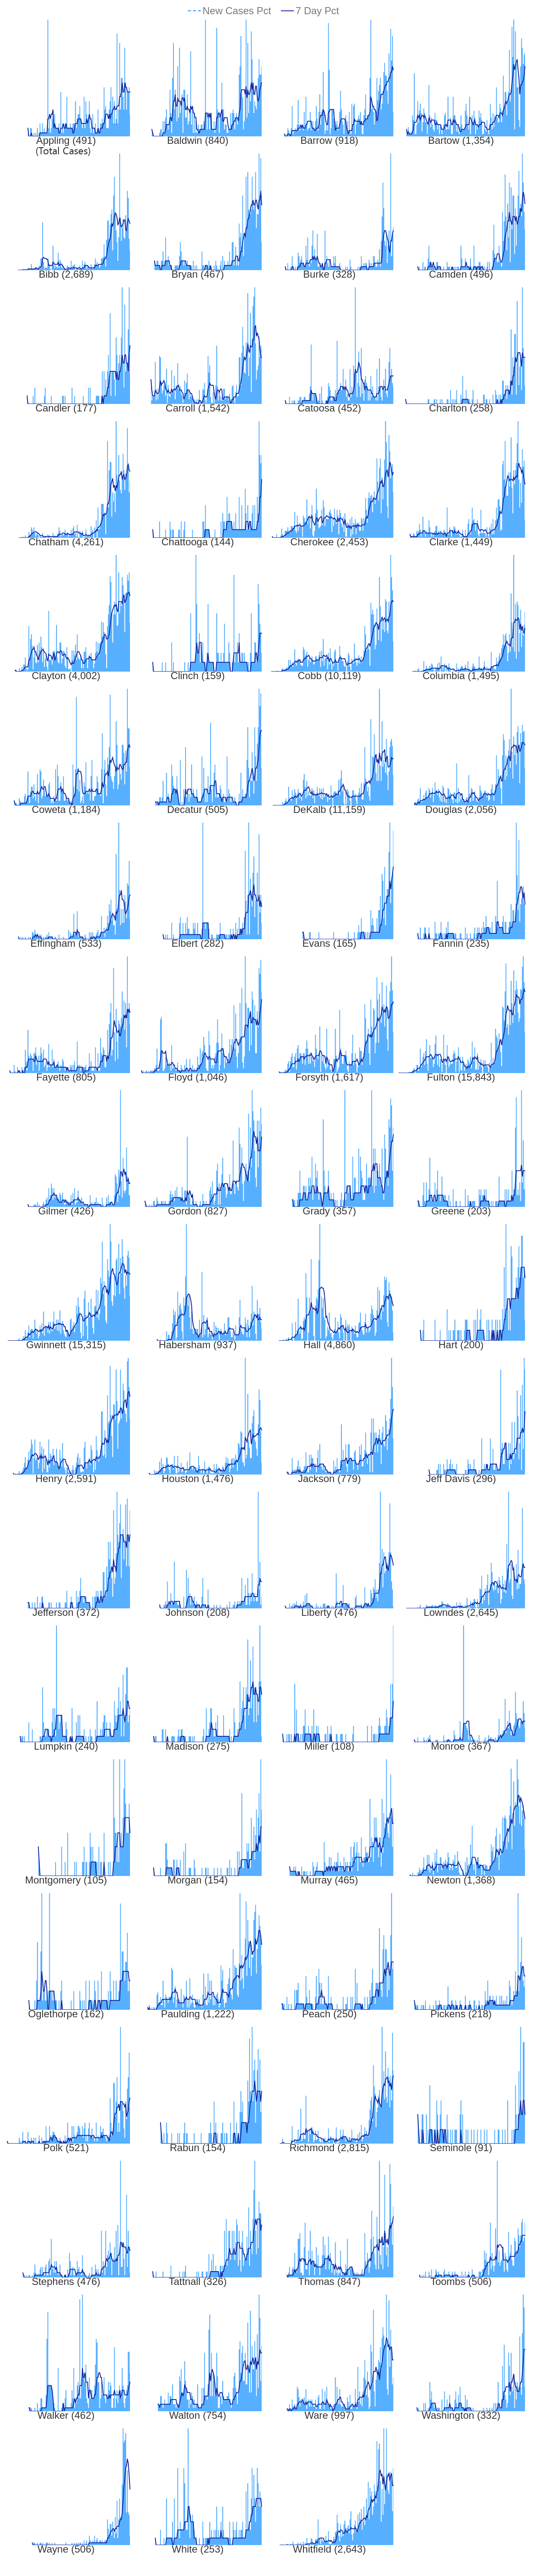 New Cases Pct 7 Day Pct
Appling (491) Baldwin (840) Barrow (918) Bartow (1,354)
(Total Cases)
Bibb (2,689) Bryan (467) Burke (328) Camden (496)
Candler (177) Carroll (1,542) Catoosa (452) Charlton (258)
Chatham (4,261) Chattooga (144) Cherokee (2,453) Clarke (1,449)
Clayton (4,002) Clinch (159) Cobb (10,119) Columbia (1,495)
Coweta (1,184) Decatur (505) DeKalb (11,159) Douglas (2,056)
Effingham (533) Elbert (282) Evans (165) Fannin (235)
Fayette (805) Floyd (1,046) Forsyth (1,617) Fulton (15,843)
Gilmer (426) Gordon (827) Grady (357) Greene (203)
Gwinnett (15,315) Habersham (937) Hall (4,860) Hart (200)
Henry (2,591) Houston (1,476) Jackson (779) Jeff Davis (296)
Jefferson (372) Johnson (208) Liberty (476) Lowndes (2,645)
Lumpkin (240) Madison (275) Miller (108) Monroe (367)
Montgomery (105) Morgan (154) Murray (465) Newton (1,368)
Oglethorpe (162) Paulding (1,222) Peach (250) Pickens (218)
Polk (521) Rabun (154) Richmond (2,815) Seminole (91)
Stephens (476) Tattnall (326) Thomas (847) Toombs (506)
Walker (462) Walton (754) Ware (997) Washington (332)
Wayne (506) White (253) Whitfield (2,643)